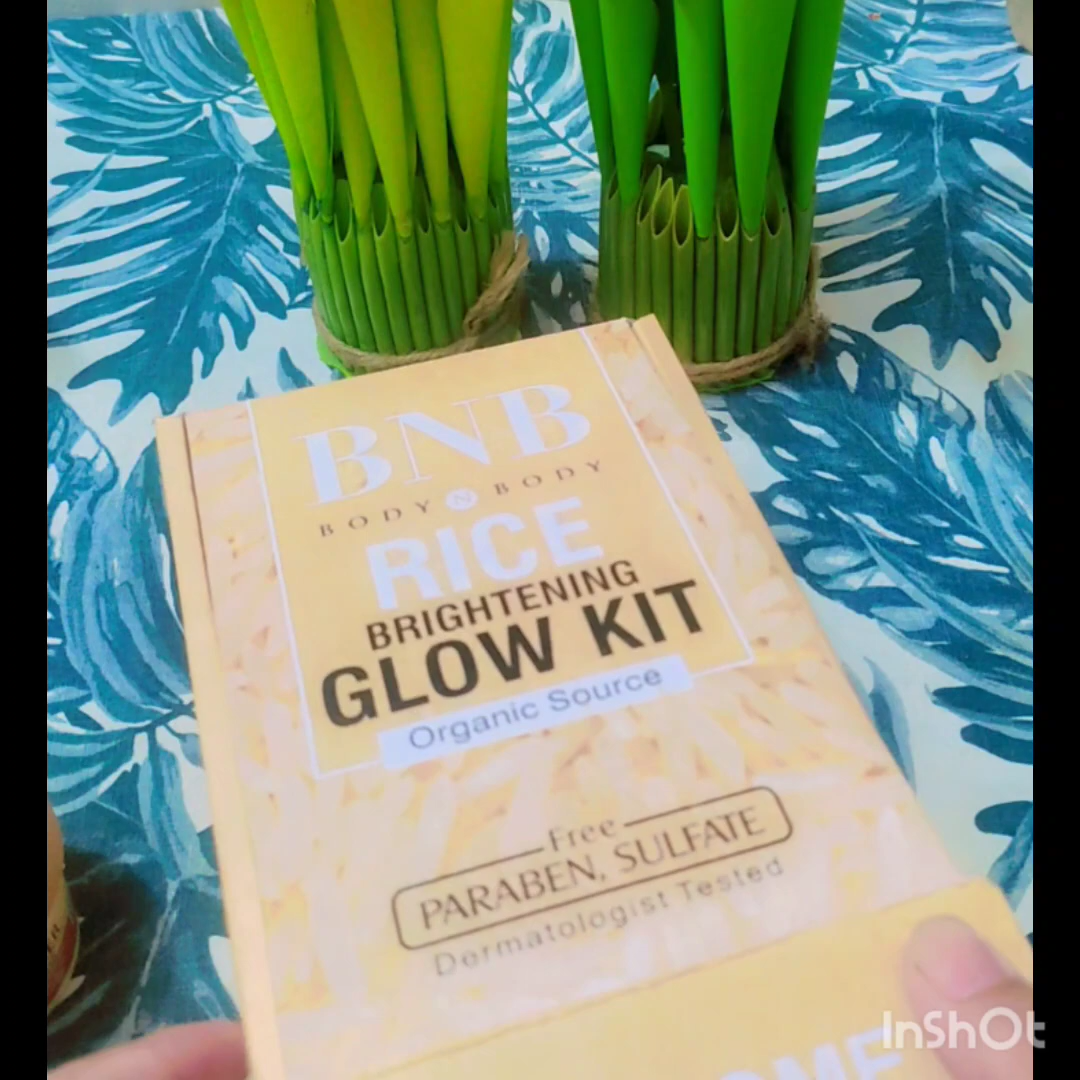 BNB
BODY N BODY
RICE
BRIGHTENING
GLOW KIT
Organic Source
Free
PARABEN, SULFATE
Dermatologist Tested
InShOt